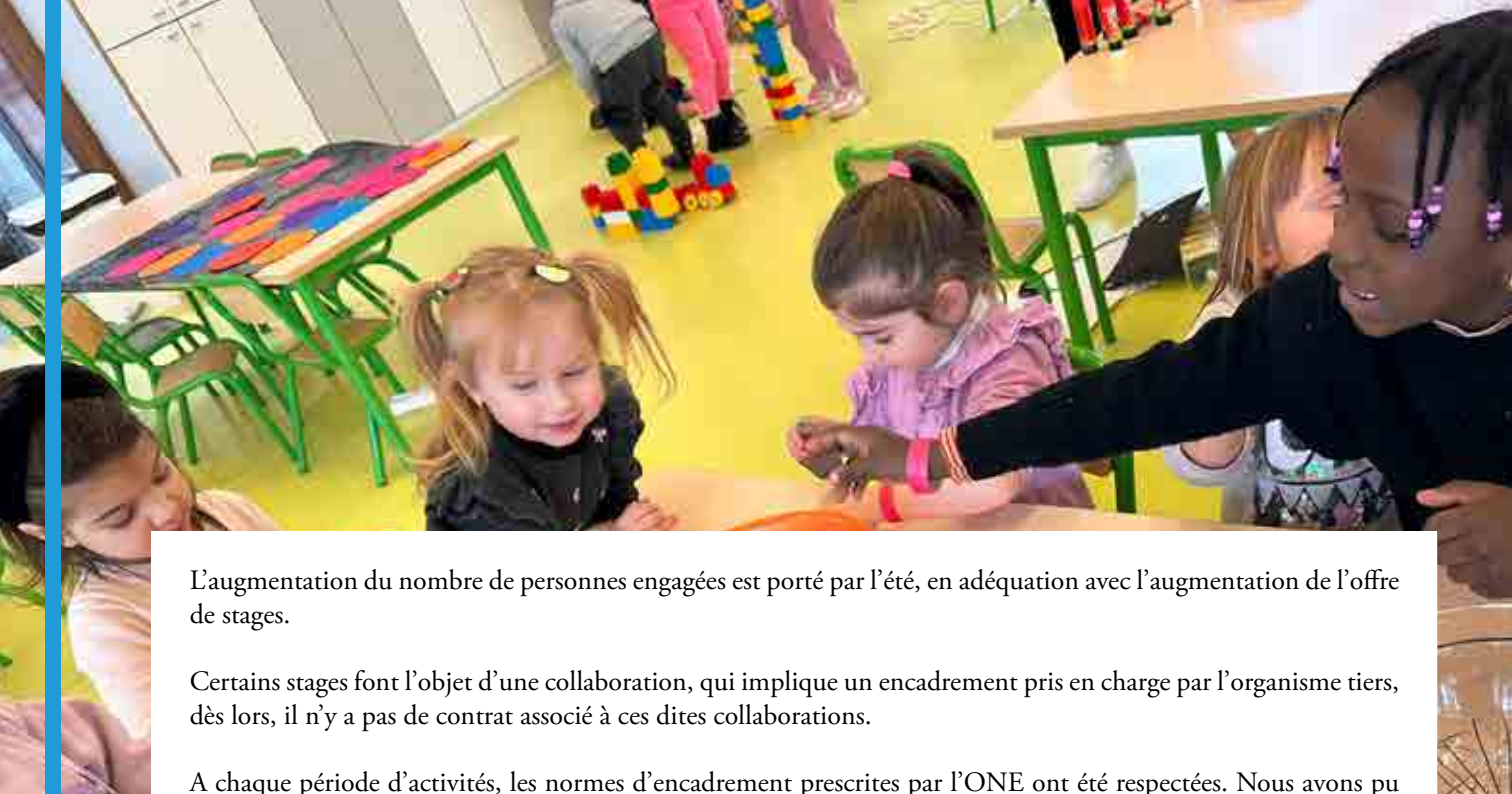 L’augmentation du nombre de personnes engagées est porté par l’été, en adéquation avec l’augmentation de l’offre
de stages.
Certains stages font l’objet d’une collaboration, qui implique un encadrement pris en charge par l’organisme tiers,
dès lors, il n’y a pas de contrat associé à ces dites collaborations.
A chaque période d’activités, les normes d’encadrement prescrites par l’ONE ont été respectées. Nous avons pu